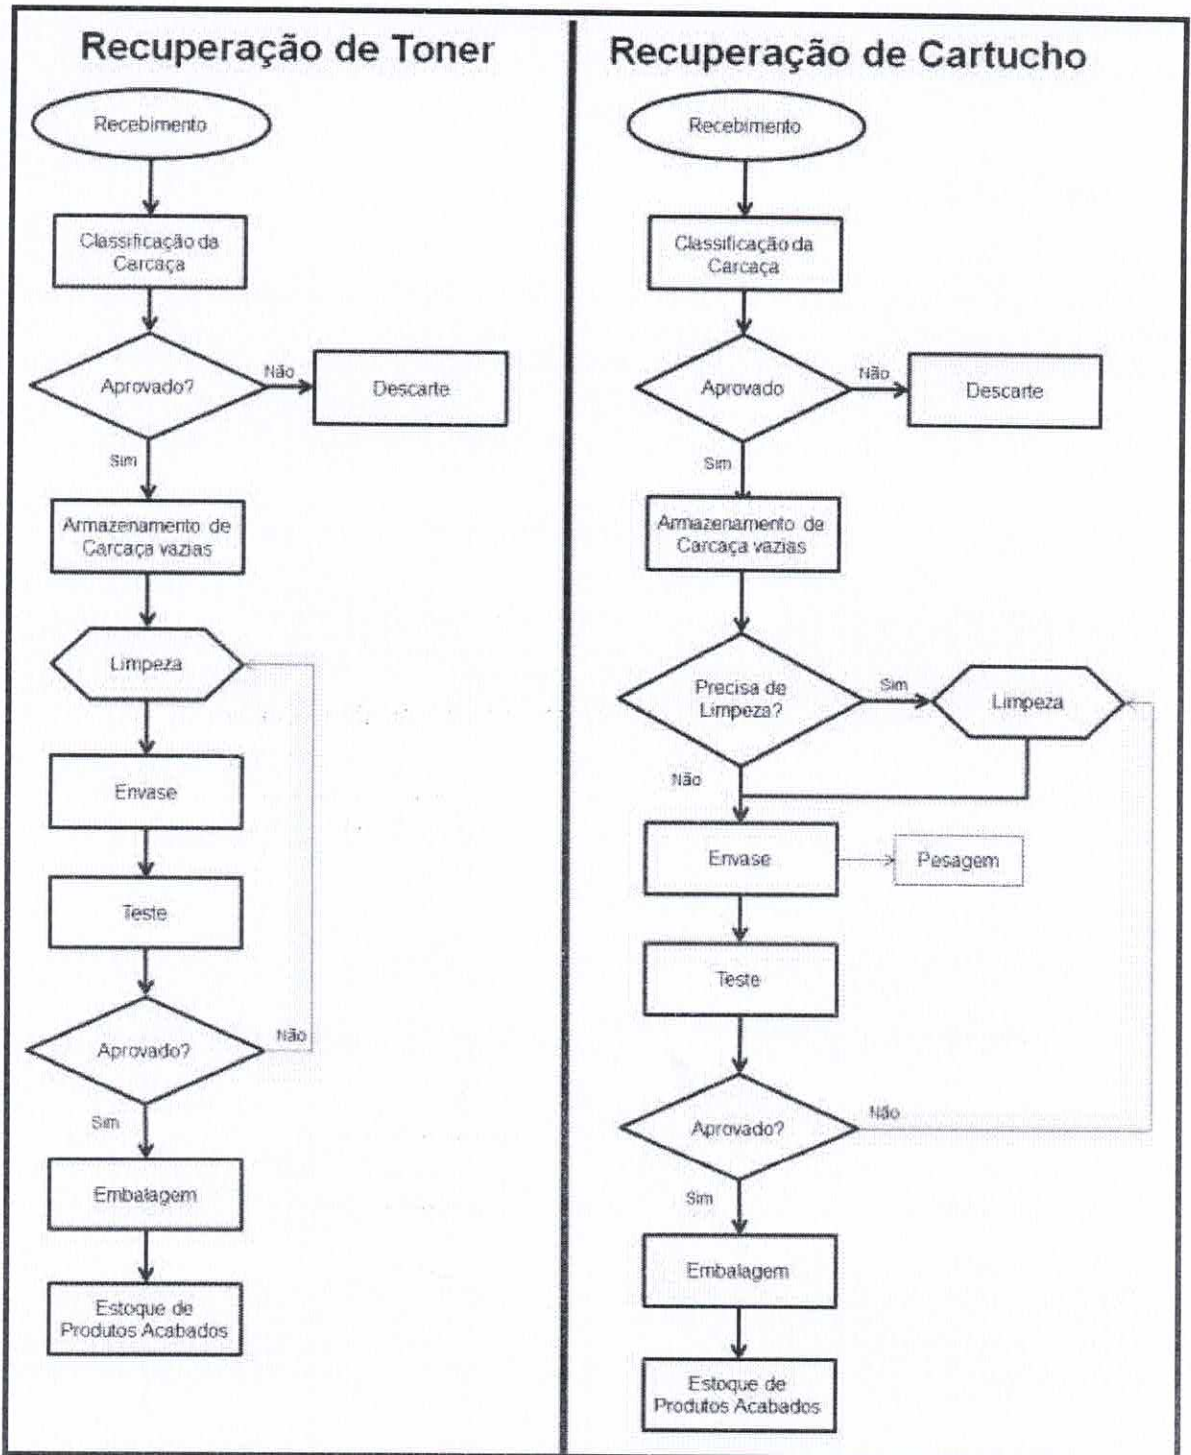 Recuperação de Toner
Recebimento
Classificação da
Carcaça
Aprovado?
Não
Descarte
Sim
Armazenamento de
Carcaça vazias
Limpeza
Envase
Teste
Aprovado?
Não
Sim
Embalagem
Estoque de
Produtos Acabados
Recuperação de Cartucho
Recebimento
Classificação da
Carcaça
Aprovado
Não
Descarte
Sim
Armazenamento de
Carcaça vazias
Precisa de
Limpeza?
Sim
Limpeza
Não
Envase
Pesagem
Teste
Aprovado?
Não
Sim
Embalagem
Estoque de
Produtos Acabados